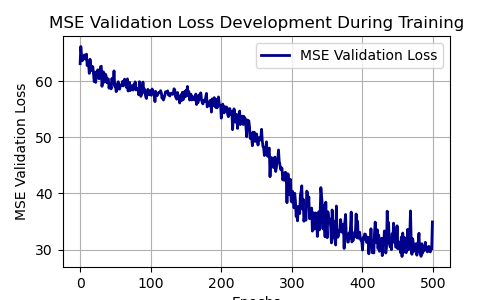 MSE Validation Loss Development During Training
MSE Validation Loss
MSE Validation Loss
60
50
40
30
0 100 200 300 400 500
Epochs